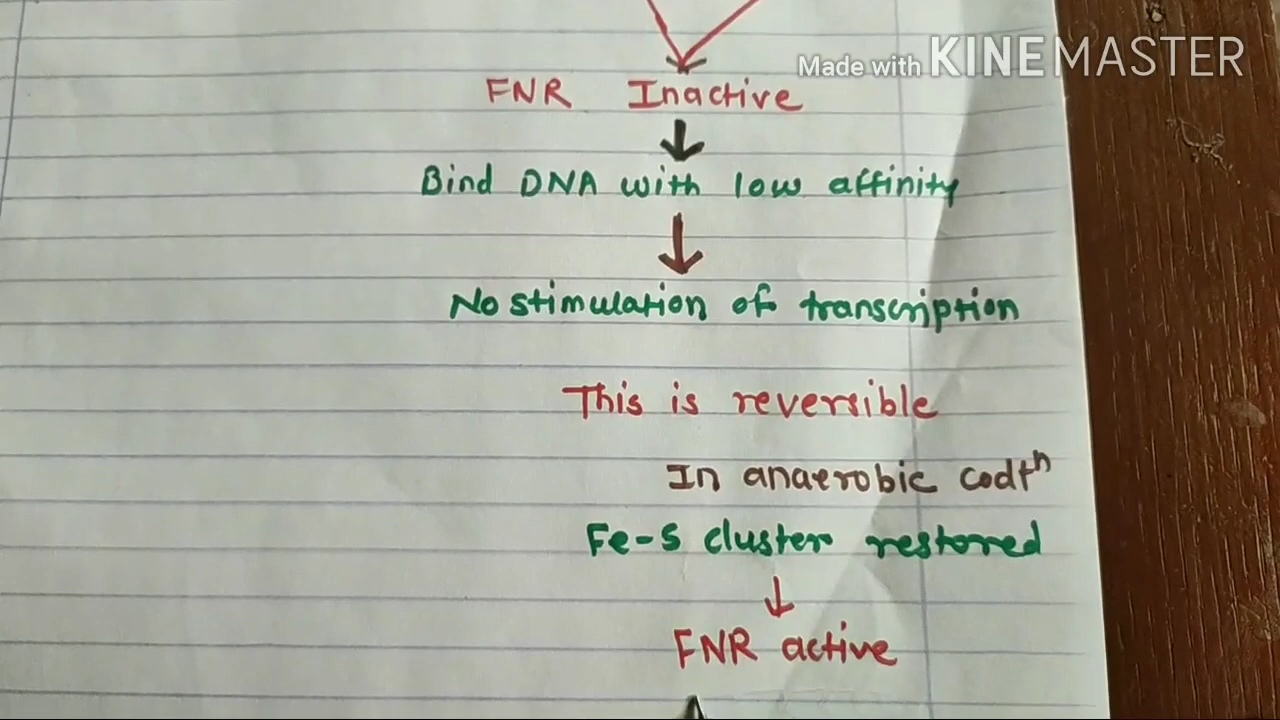 Made with KINEMASTER
FNR Inactive
Bind DNA with low affinity
No stimulation of transcription
This is reversible
In anaerobic codtn
Fe-S cluster restored
FNR active